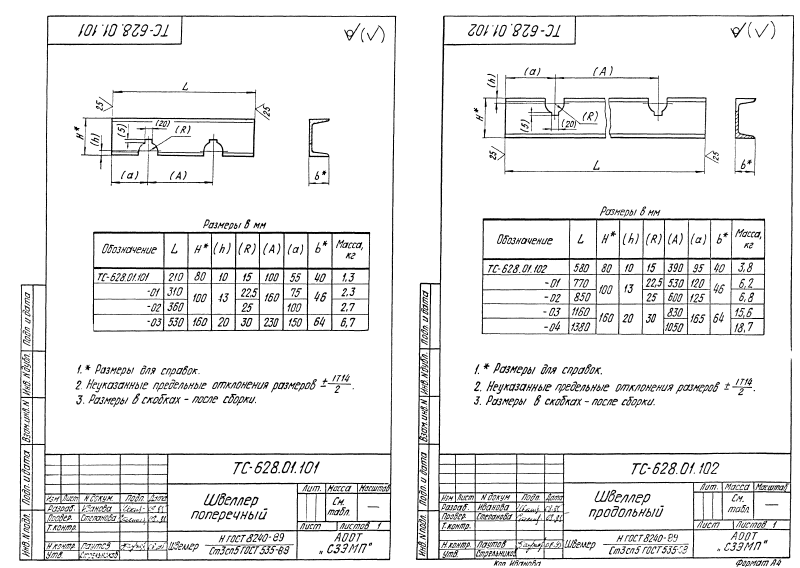 ТС-628.01.101
√(√)
L
25
25
(5)
(20)
(R)
H*
(h)
(a)
(A)
b*
Размеры в мм
Обозначение L H* (h) (R) (A) (a) b* Масса, кг
ТС-628.01.101 210 80 10 15 100 55 40 1,3
-01 310 100 13 22,5 160 75 46 2,3
-02 360 25 100 2,7
-03 530 160 20 30 230 150 64 6,7
1.* Размеры для справок.
2. Неуказанные предельные отклонения размеров ± IT14/2.
3. Размеры в скобках - после сборки.
Инв. N подл. Подп. и дата Взам. инв. N Инв. N дубл. Подп. и дата
ТС-628.01.101
Изм Лист N докум. Подп. Дата
Разраб. Иванова
Провер. Степанова
Т.контр.
Н.контр. Паутов
Утв. Стрельников
Швеллер поперечный
Лит. Масса Масштаб
См. табл. —
Лист Листов 1
Швеллер Н ГОСТ 8240-89 / Ст3сп5 ГОСТ 535-89
АООТ
„СЗЭМП"
ТС-628.01.102
√(√)
(a)
(A)
(h)
H*
(5)
(20)
(R)
25
25
L
b*
Размеры в мм
Обозначение L H* (h) (R) (A) (a) b* Масса, кг
ТС-628.01.102 580 80 10 15 390 95 40 3,8
-01 770 100 13 22,5 530 120 46 6,2
-02 850 25 600 125 6,8
-03 1160 160 20 30 830 165 64 15,6
-04 1380 1050 18,7
1.* Размеры для справок.
2. Неуказанные предельные отклонения размеров ± IT14/2.
3. Размеры в скобках - после сборки.
Инв. N подл. Подп. и дата Взам. инв. N Инв. N дубл. Подп. и дата
ТС-628.01.102
Изм Лист N докум. Подп. Дата
Разраб. Иванова
Провер. Степанова
Т.контр.
Н.контр. Паутов
Утв. Стрельников
Швеллер продольный
Лит. Масса Масштаб
См. табл. —
Лист Листов 1
Швеллер Н ГОСТ 8240-89 / Ст3сп5 ГОСТ 535-89
АООТ
„СЗЭМП"
Коп. Иванова Формат А4